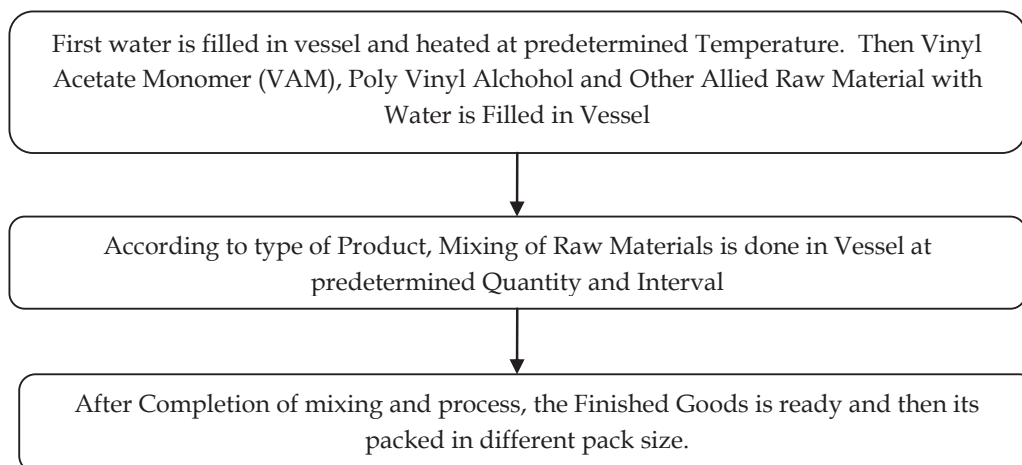 First water is filled in vessel and heated at predetermined Temperature. Then Vinyl
Acetate Monomer (VAM), Poly Vinyl Alchohol and Other Allied Raw Material with
Water is Filled in Vessel
According to type of Product, Mixing of Raw Materials is done in Vessel at
predetermined Quantity and Interval
After Completion of mixing and process, the Finished Goods is ready and then its
packed in different pack size.